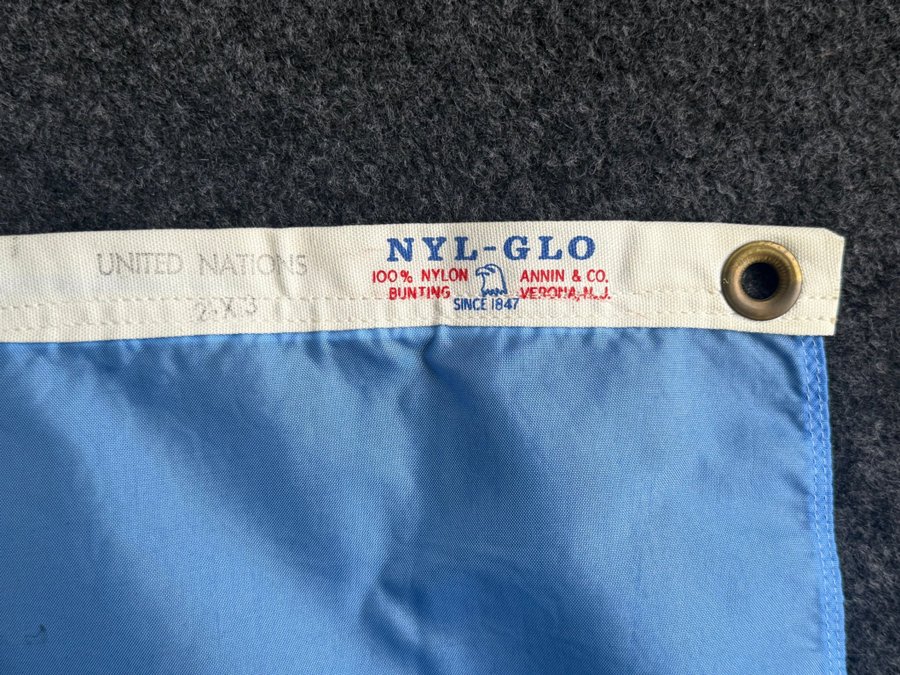 UNITED NATIONS
2 X 3
NYL-GLO
100% NYLON
BUNTING
ANNIN & CO.
VERONA, N.J.
SINCE 1847